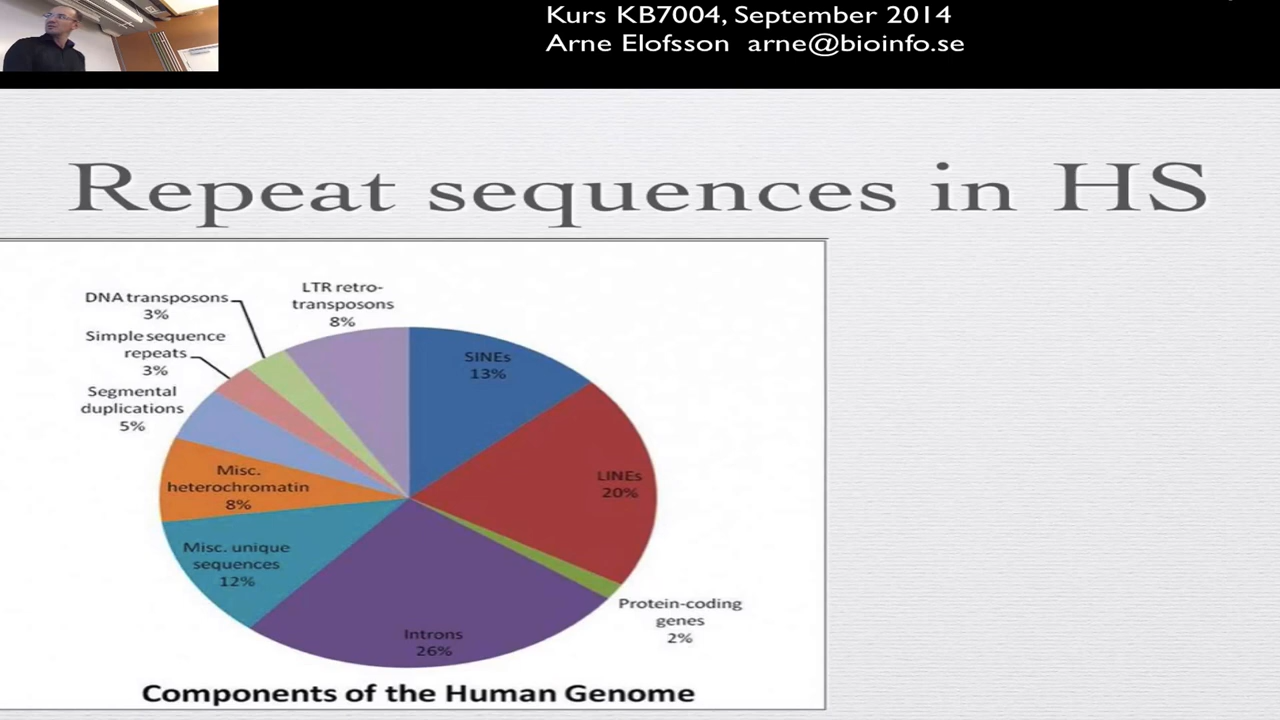 Kurs KB7004, September 2014
Arne Elofsson arne@bioinfo.se
Repeat sequences in HS
LTR retro-
transposons
8%
DNA transposons
3%
Simple sequence
repeats
3%
Segmental
duplications
5%
SINEs
13%
Misc.
heterochromatin
8%
LINEs
20%
Misc. unique
sequences
12%
Protein-coding
genes
2%
Introns
26%
Components of the Human Genome